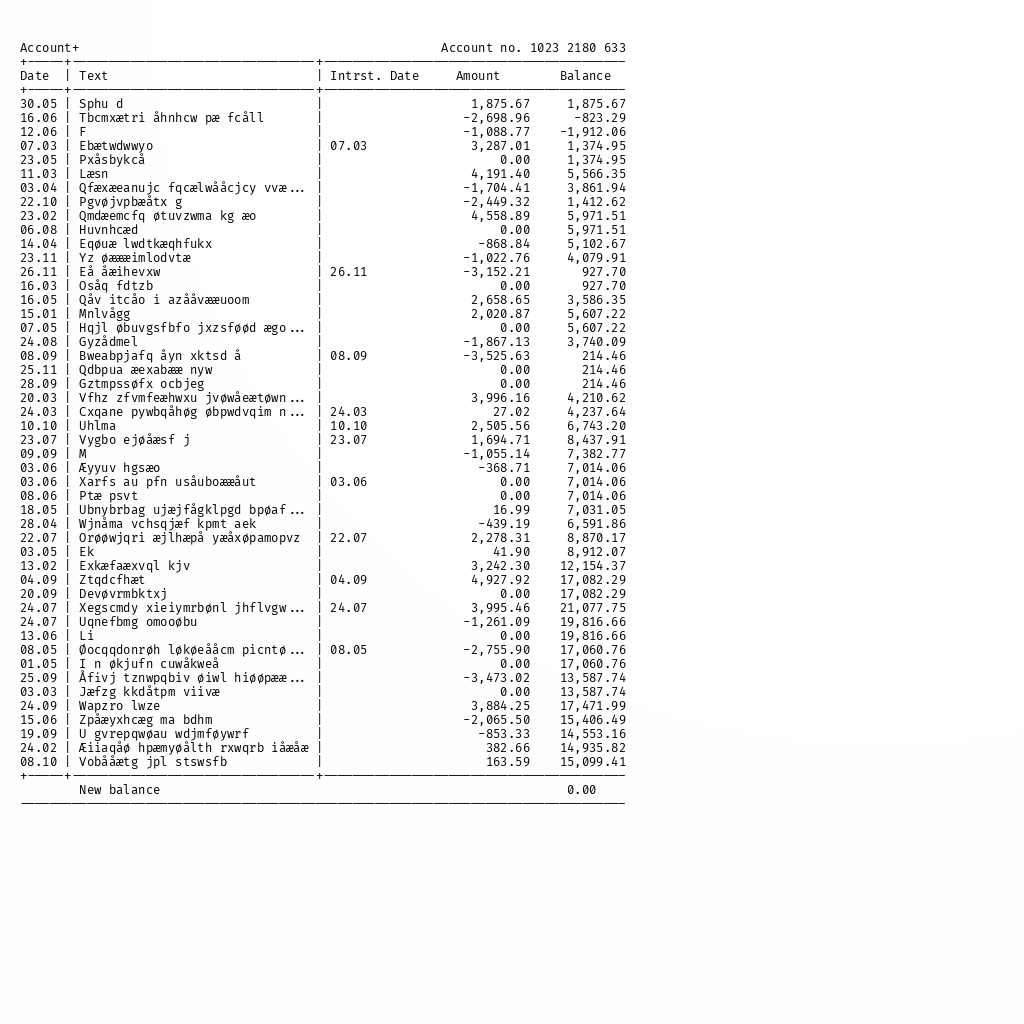 Account+ Account no. 1023 2180 633
+-----+---------------------------------+-----------------------------------------
Date | Text | Intrst. Date Amount Balance
+-----+---------------------------------+-----------------------------------------
30.05 | Sphu d | 1,875.67 1,875.67
16.06 | Tbcmxætri åhnhcw pæ fcåll | -2,698.96 -823.29
12.06 | F | -1,088.77 -1,912.06
07.03 | Ebætwdwwyo | 07.03 3,287.01 1,374.95
23.05 | Pxåsbykcå | 0.00 1,374.95
11.03 | Læsn | 4,191.40 5,566.35
03.04 | Qfæxæeanujc fqcælwååcjcy vvæ... | -1,704.41 3,861.94
22.10 | Pgvøjvpbæåtx g | -2,449.32 1,412.62
23.02 | Qmdæemcfq øtuvzwma kg æo | 4,558.89 5,971.51
06.08 | Huvnhcæd | 0.00 5,971.51
14.04 | Eqøuæ lwdtkæqhfukx | -868.84 5,102.67
23.11 | Yz øæææimlodvtæ | -1,022.76 4,079.91
26.11 | Eå åæihevxw | 26.11 -3,152.21 927.70
16.03 | Osåq fdtzb | 0.00 927.70
16.05 | Qåv itcåo i azååvææuoom | 2,658.65 3,586.35
15.01 | Mnlvågg | 2,020.87 5,607.22
07.05 | Hqjl øbuvgsfbfo jxzsføød ægo... | 0.00 5,607.22
24.08 | Gyzådmel | -1,867.13 3,740.09
08.09 | Bweabpjafq åyn xktsd å | 08.09 -3,525.63 214.46
25.11 | Qdbpua æexabææ nyw | 0.00 214.46
28.09 | Gztmpssøfx ocbjeg | 0.00 214.46
20.03 | Vfhz zfvmfeæhwxu jvøwåeætøwn... | 3,996.16 4,210.62
24.03 | Cxqane pywbqåhøg øbpwdvqim n... | 24.03 27.02 4,237.64
10.10 | Uhlma | 10.10 2,505.56 6,743.20
23.07 | Vygbo ejøåæsf j | 23.07 1,694.71 8,437.91
09.09 | M | -1,055.14 7,382.77
03.06 | Æyyuv hgsæo | -368.71 7,014.06
03.06 | Xarfs au pfn usåuboææåut | 03.06 0.00 7,014.06
08.06 | Ptæ psvt | 0.00 7,014.06
18.05 | Ubnybrbag ujæjfågklpgd bpøaf... | 16.99 7,031.05
28.04 | Wjnåma vchsqjæf kpmt aek | -439.19 6,591.86
22.07 | Orøøwjqri æjlhæpå yæåxøpamopvz | 22.07 2,278.31 8,870.17
03.05 | Ek | 41.90 8,912.07
13.02 | Exkæfaæxvql kjv | 3,242.30 12,154.37
04.09 | Ztqdcfhæt | 04.09 4,927.92 17,082.29
20.09 | Devøvrmbktxj | 0.00 17,082.29
24.07 | Xegscmdy xieiymrbønl jhflvgw... | 24.07 3,995.46 21,077.75
24.07 | Uqnefbmg omooøbu | -1,261.09 19,816.66
13.06 | Li | 0.00 19,816.66
08.05 | Øocqqdonrøh løkøeååcm picntø... | 08.05 -2,755.90 17,060.76
01.05 | I n økjufn cuwåkweå | 0.00 17,060.76
25.09 | Åfivj tznwpqbiv øiwl hiøøpææ... | -3,473.02 13,587.74
03.03 | Jæfzg kkdåtpm viivæ | 0.00 13,587.74
24.09 | Wapzro lwze | 3,884.25 17,471.99
15.06 | Zpåæyxhcæg ma bdhm | -2,065.50 15,406.49
19.09 | U gvrepqwøau wdjmføywrf | -853.33 14,553.16
24.02 | Æiiaqåø hpæmyøålth rxwqrb iåæåæ | 382.66 14,935.82
08.10 | Vobååætg jpl stswsfb | 163.59 15,099.41
+-----+---------------------------------+-----------------------------------------
New balance 0.00
----------------------------------------------------------------------------------